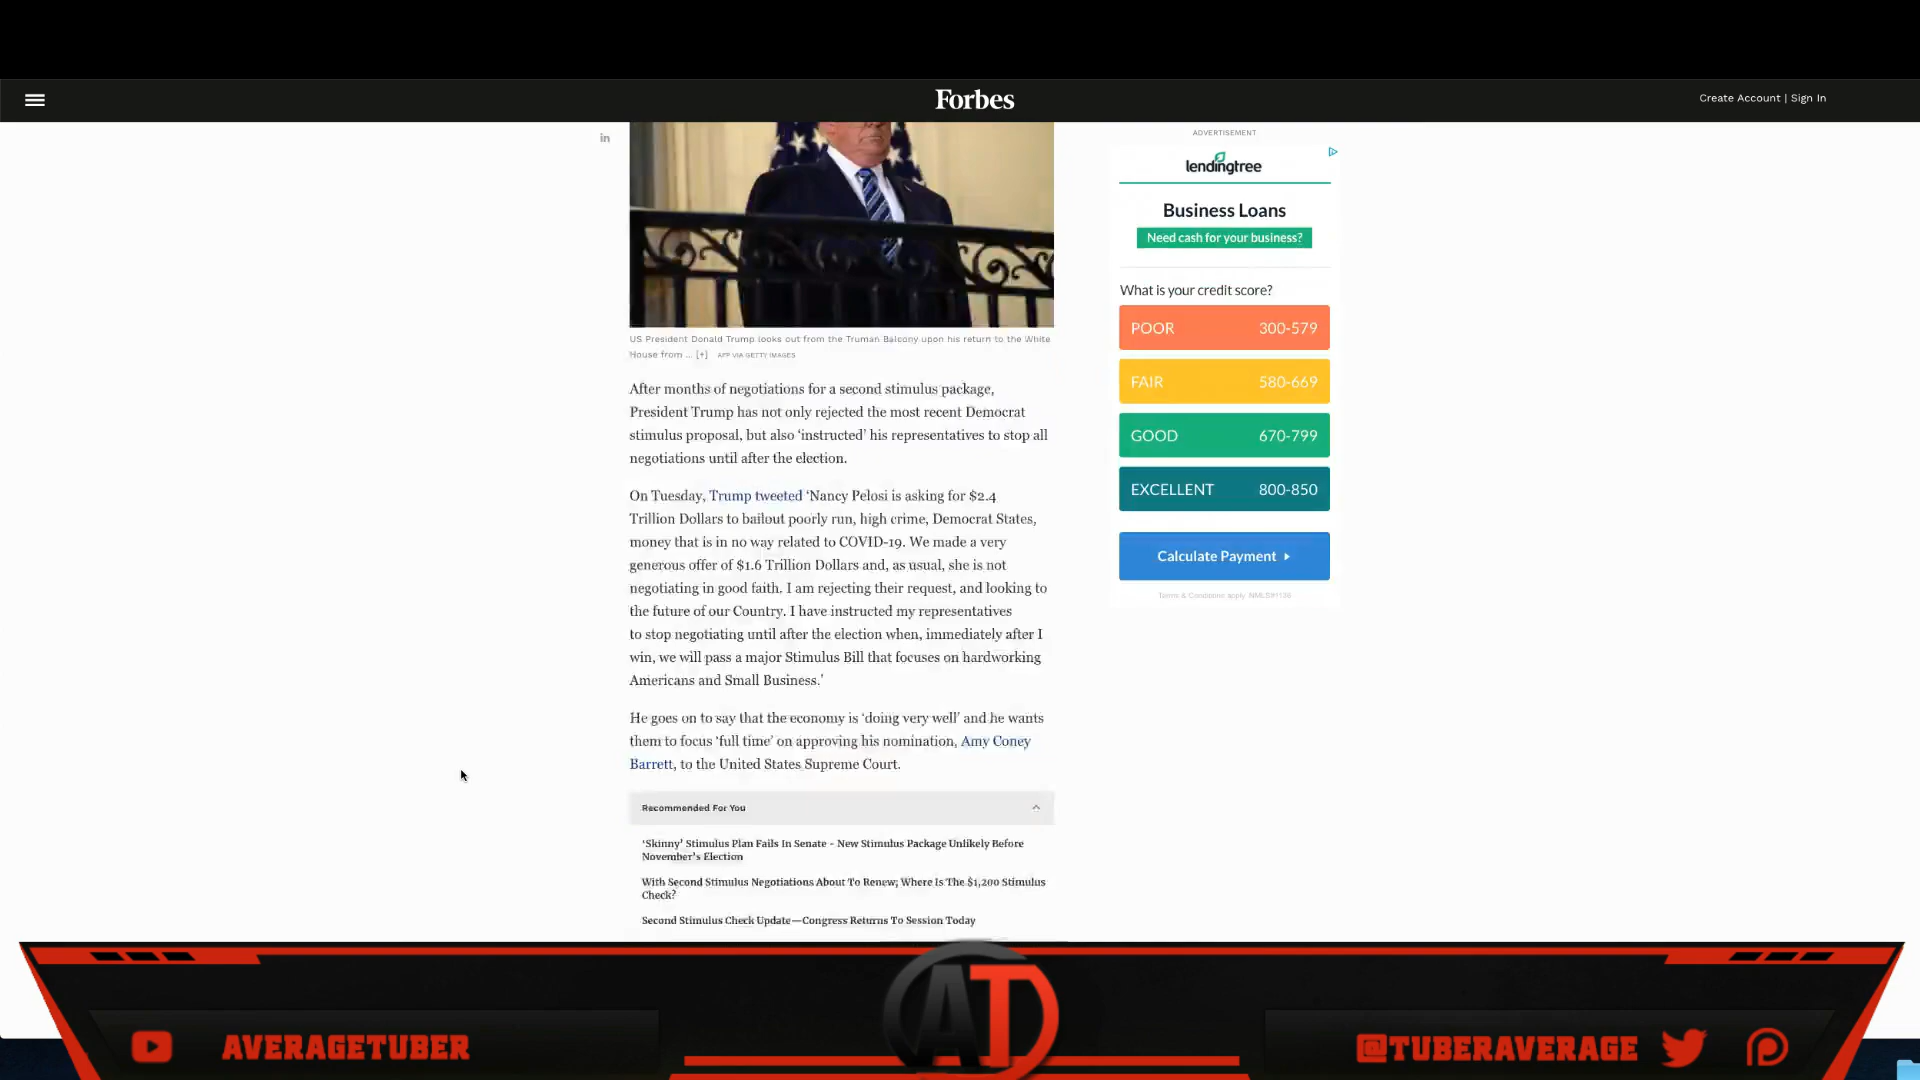 Forbes
Create Account | Sign In
in
US President Donald Trump looks out from the Truman Balcony upon his return to the White
House from ... [+] AFP VIA GETTY IMAGES
After months of negotiations for a second stimulus package,
President Trump has not only rejected the most recent Democrat
stimulus proposal, but also ‘instructed’ his representatives to stop all
negotiations until after the election.
On Tuesday, Trump tweeted ‘Nancy Pelosi is asking for $2.4
Trillion Dollars to bailout poorly run, high crime, Democrat States,
money that is in no way related to COVID-19. We made a very
generous offer of $1.6 Trillion Dollars and, as usual, she is not
negotiating in good faith. I am rejecting their request, and looking to
the future of our Country. I have instructed my representatives
to stop negotiating until after the election when, immediately after I
win, we will pass a major Stimulus Bill that focuses on hardworking
Americans and Small Business.’
He goes on to say that the economy is ‘doing very well’ and he wants
them to focus ‘full time’ on approving his nomination, Amy Coney
Barrett, to the United States Supreme Court.
Recommended For You
‘Skinny’ Stimulus Plan Fails In Senate - New Stimulus Package Unlikely Before
November’s Election
With Second Stimulus Negotiations About To Renew; Where Is The $1,200 Stimulus
Check?
Second Stimulus Check Update—Congress Returns To Session Today
ADVERTISEMENT
lendingtree
Business Loans
Need cash for your business?
What is your credit score?
POOR 300-579
FAIR 580-669
GOOD 670-799
EXCELLENT 800-850
Calculate Payment
Terms & Conditions apply.
AT
AVERAGETUBER
@TUBERAVERAGE